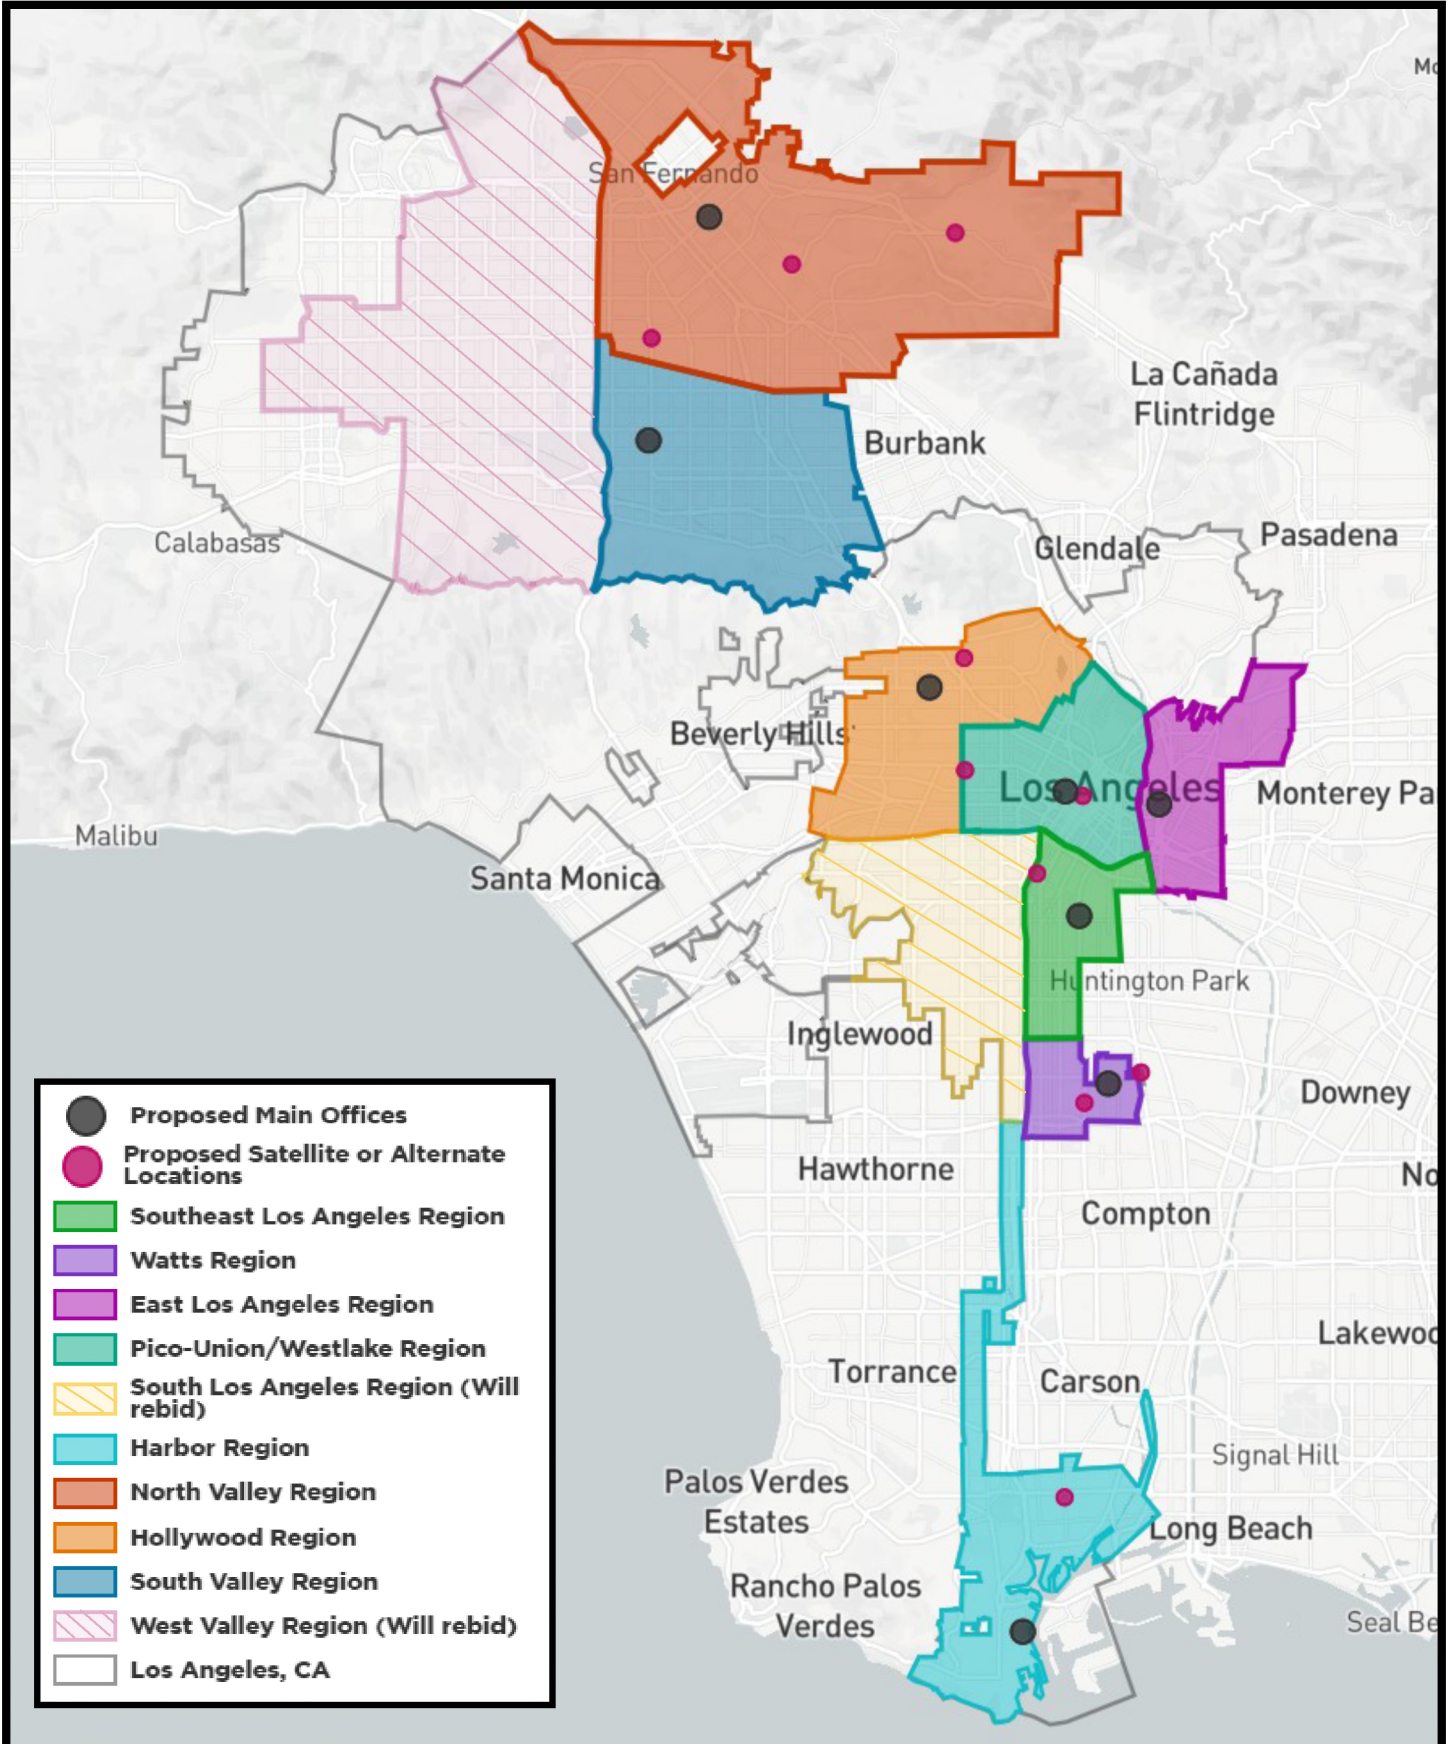 Mo
San Fernando
La Cañada
Flintridge
Burbank
Pasadena
Glendale
Calabasas
Beverly Hills
Los Angeles
Monterey Pa
Malibu
Santa Monica
Huntington Park
Inglewood
Downey
Hawthorne
No
Compton
Lakewoo
Torrance
Carson
Signal Hill
Palos Verdes
Estates
Long Beach
Rancho Palos
Verdes
Seal Be
Proposed Main Offices
Proposed Satellite or Alternate
Locations
Southeast Los Angeles Region
Watts Region
East Los Angeles Region
Pico-Union/Westlake Region
South Los Angeles Region (Will
rebid)
Harbor Region
North Valley Region
Hollywood Region
South Valley Region
West Valley Region (Will rebid)
Los Angeles, CA